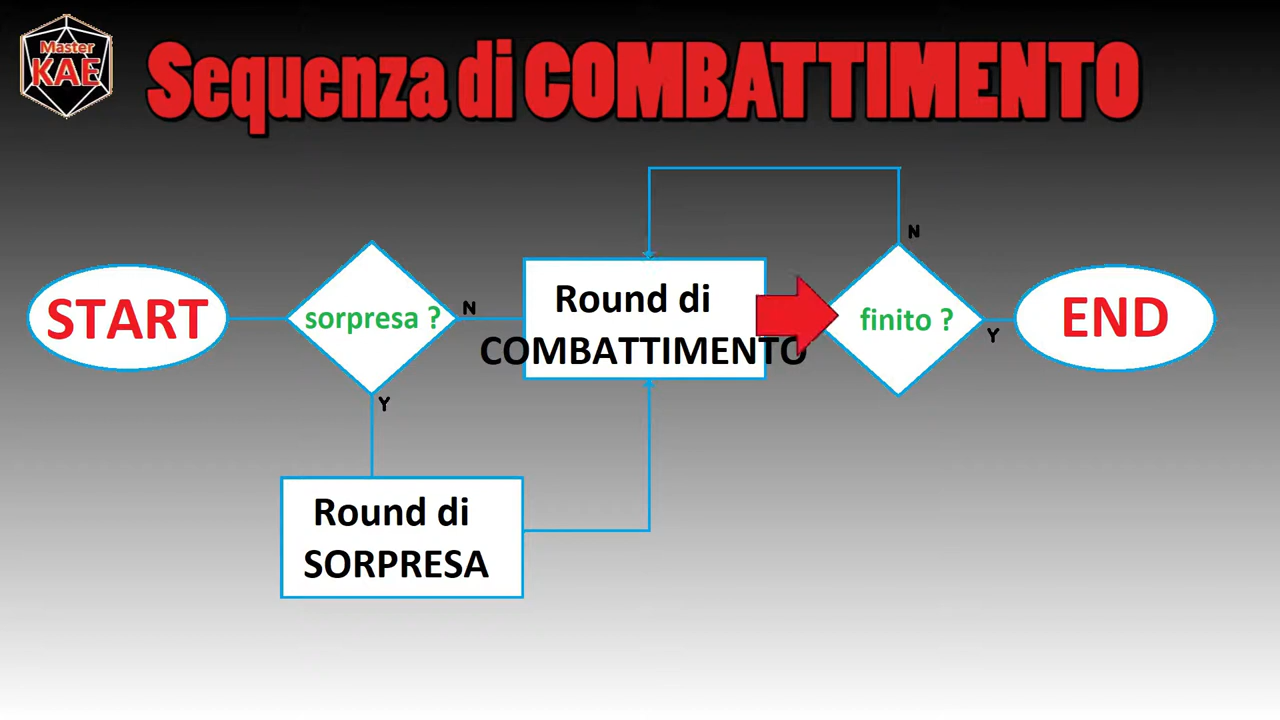 Master
KAE
Sequenza di COMBATTIMENTO
N
START
sorpresa ?
N
Round di
COMBATTIMENTO
finito ?
Y
END
Y
Round di
SORPRESA